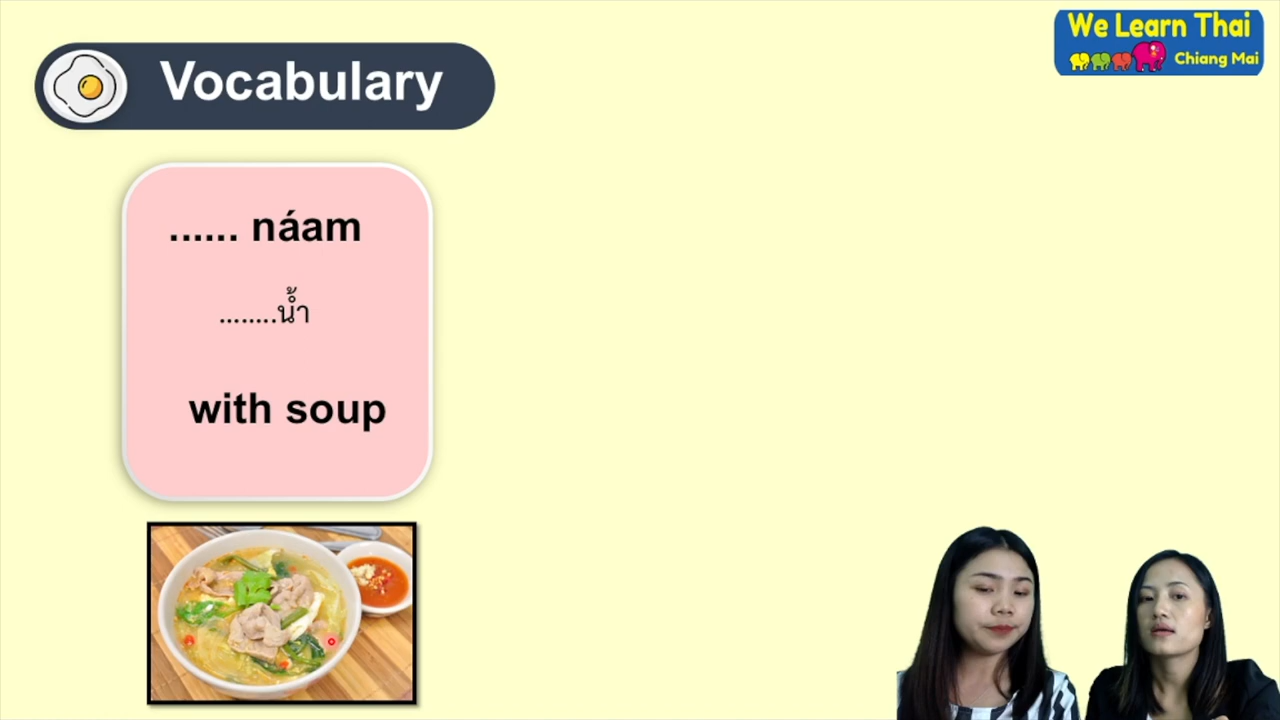 We Learn Thai
Chiang Mai
Vocabulary
...... náam
........น้ำ
with soup